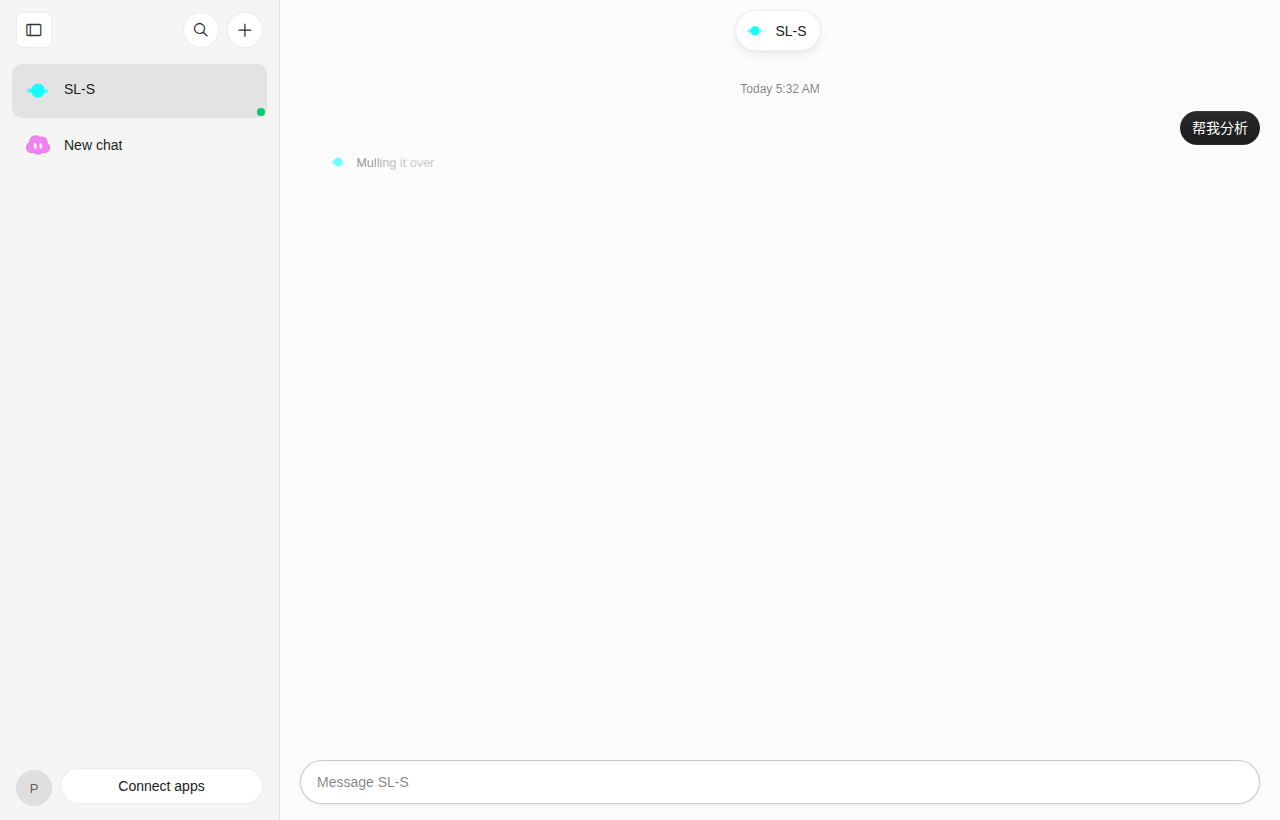 SL-S
Today 5:32 AM
帮我分析
Mulling it over
SL-S
New chat
P
Connect apps
Message SL-S